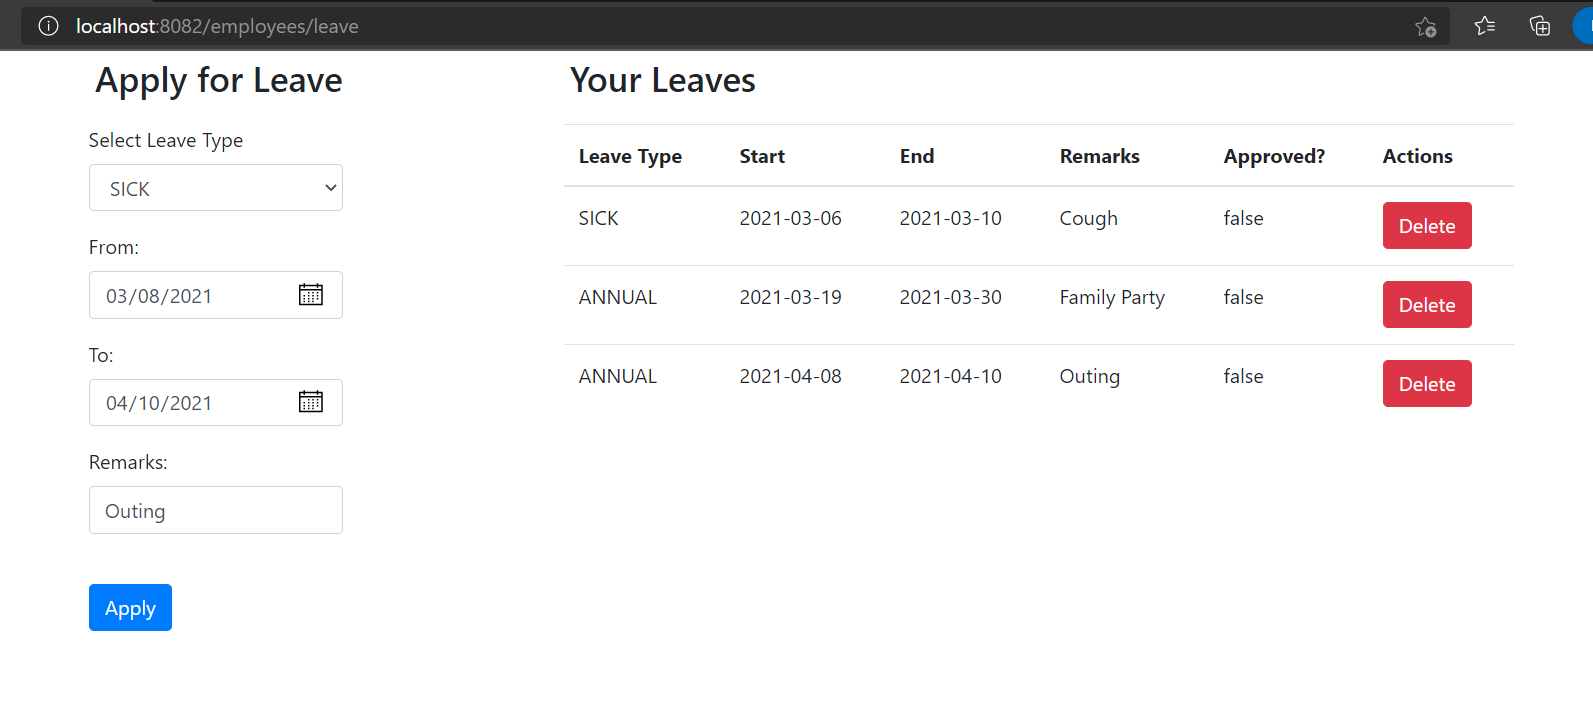 localhost:8082/employees/leave
Apply for Leave
Select Leave Type
SICK
From:
03/08/2021
To:
04/10/2021
Remarks:
Outing
Apply
Your Leaves
Leave Type Start End Remarks Approved? Actions
SICK 2021-03-06 2021-03-10 Cough false Delete
ANNUAL 2021-03-19 2021-03-30 Family Party false Delete
ANNUAL 2021-04-08 2021-04-10 Outing false Delete